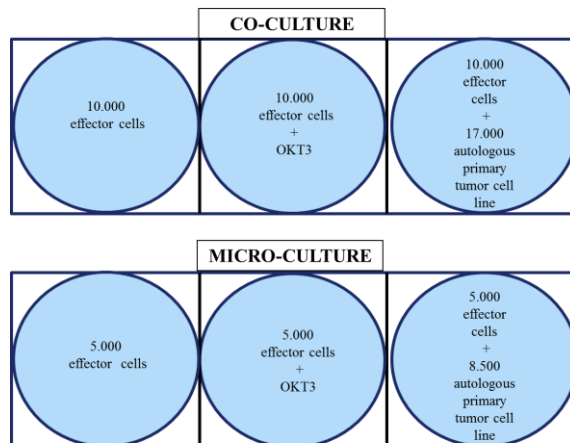 CO-CULTURE
10.000
effector cells
10.000
effector cells
+
OKT3
10.000
effector
cells
+
17.000
autologous
primary
tumor cell
line
MICRO-CULTURE
5.000
effector cells
5.000
effector cells
+
OKT3
5.000
effector
cells
+
8.500
autologous
primary
tumor cell
line